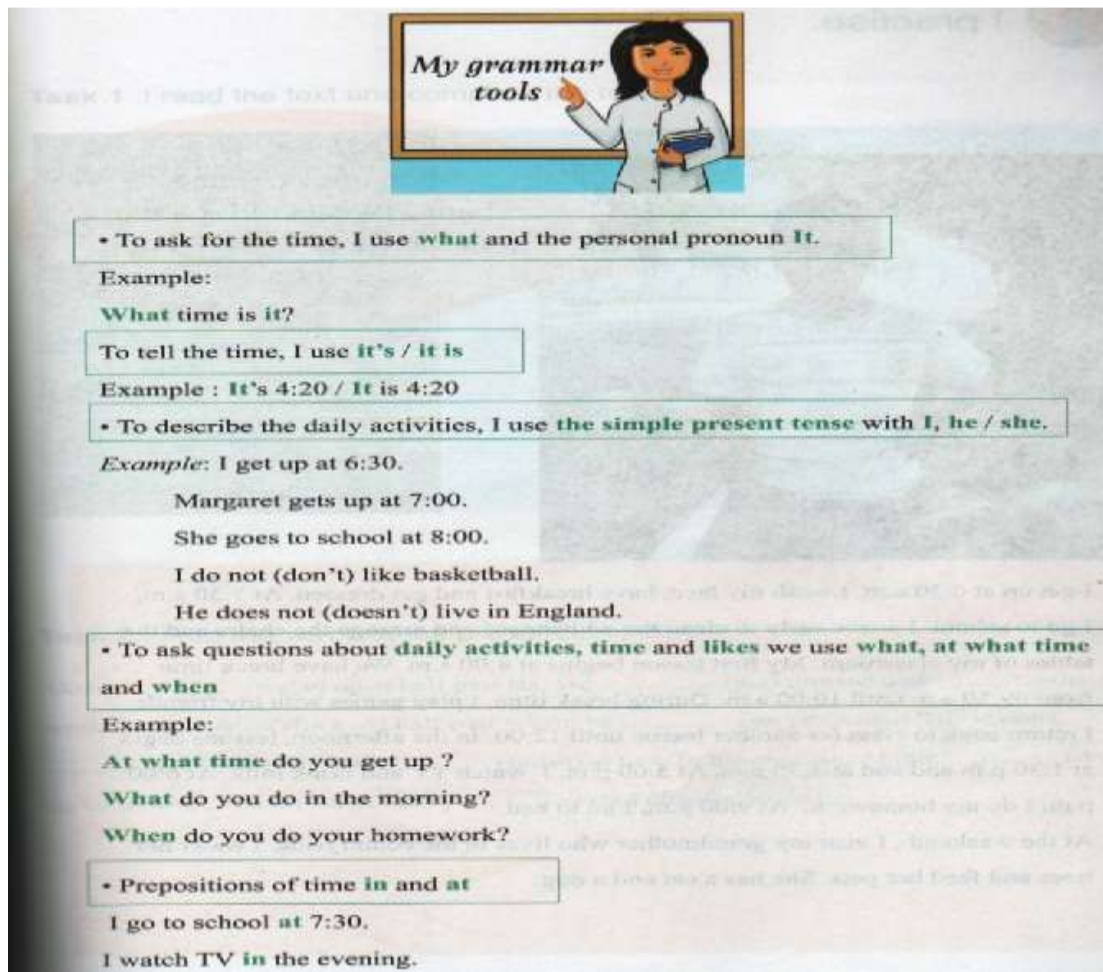 My grammar
tools
• To ask for the time, I use what and the personal pronoun It.
Example:
What time is it?
To tell the time, I use it's / it is
Example : It's 4:20 / It is 4:20
• To describe the daily activities, I use the simple present tense with I, he / she.
Example: I get up at 6:30.
Margaret gets up at 7:00.
She goes to school at 8:00.
I do not (don't) like basketball.
He does not (doesn't) live in England.
• To ask questions about daily activities, time and likes we use what, at what time
and when
Example:
At what time do you get up ?
What do you do in the morning?
When do you do your homework?
• Prepositions of time in and at
I go to school at 7:30.
I watch TV in the evening.